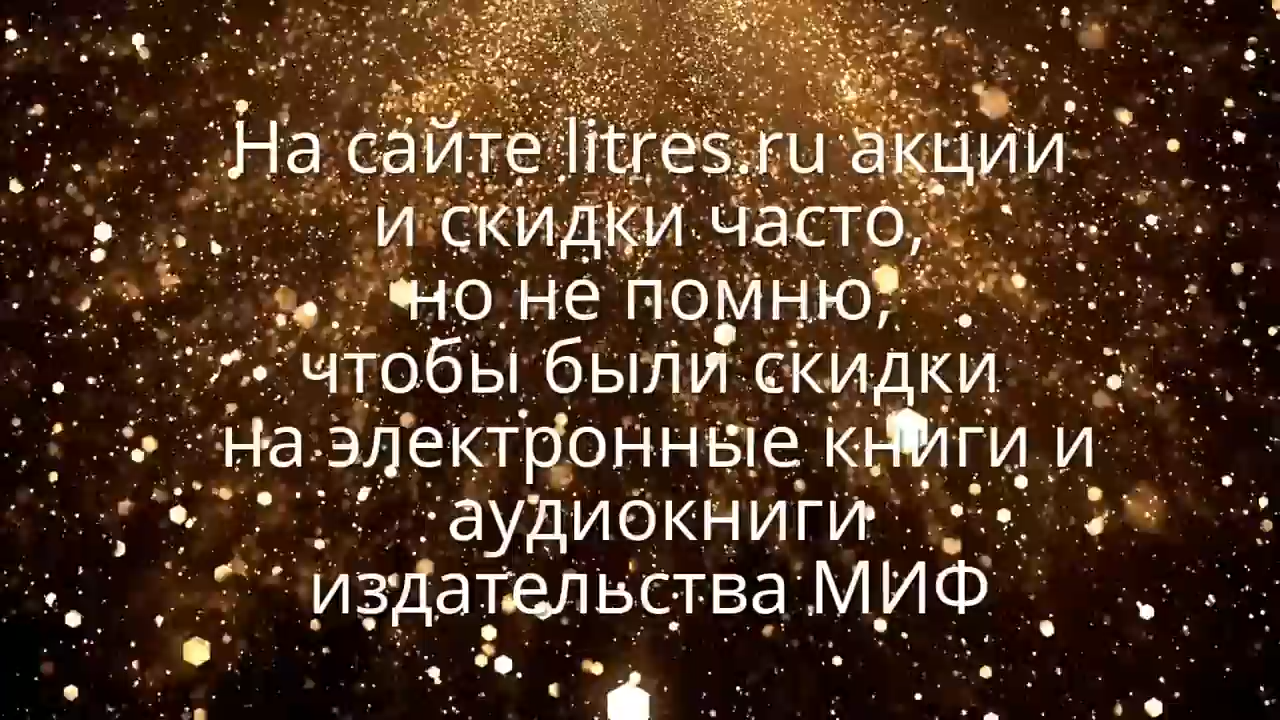 На сайте litres.ru акции
и скидки часто,
но не помню,
чтобы были скидки
на электронные книги и
аудиокниги
издательства МИФ